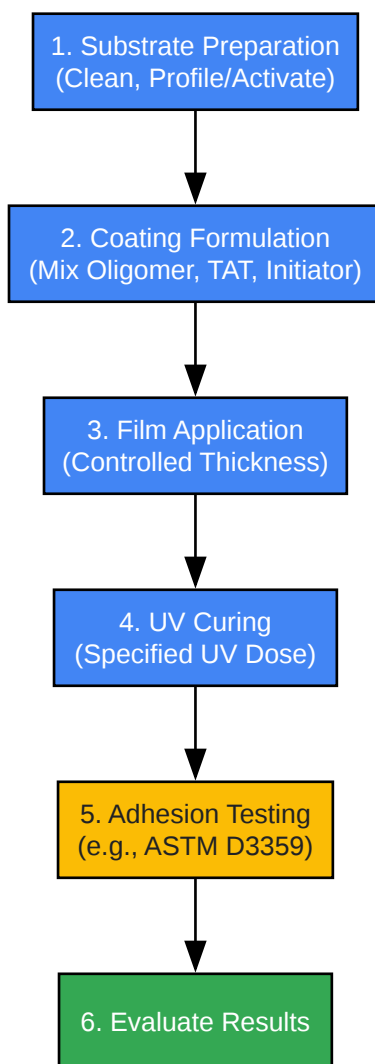 1. Substrate Preparation
(Clean, Profile/Activate)
2. Coating Formulation
(Mix Oligomer, TAT, Initiator)
3. Film Application
(Controlled Thickness)
4. UV Curing
(Specified UV Dose)
5. Adhesion Testing
(e.g., ASTM D3359)
6. Evaluate Results